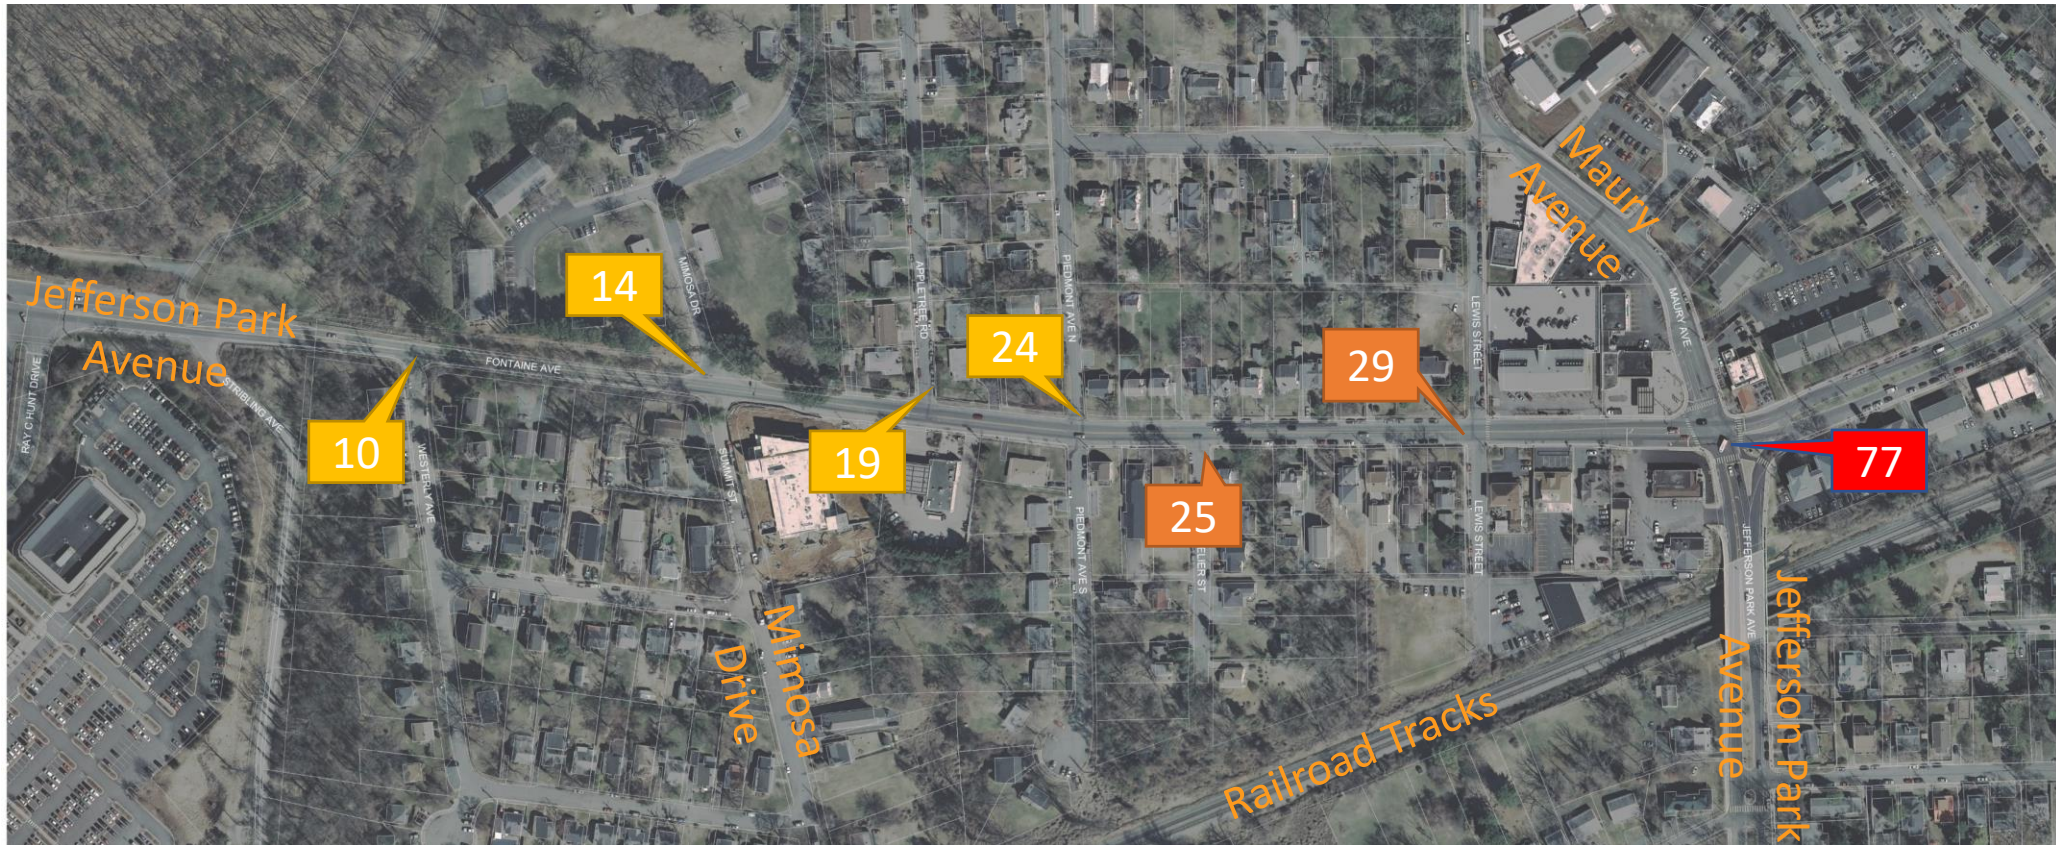 Maury
Avenue
Jefferson Park
Avenue
MIMOSA DR
APPLETREE RD
PIEDMONT AVE N
LEWIS STREET
MAURY AVE
14
24
29
FONTAINE AVE
RAY C HUNT DRIVE
STRIBLING AVE
10
WESTERLY AVE
SUMMIT ST
19
25
77
PIEDMONT AVE S
LEWIS STREET
JEFFERSON PARK AVE
Mimosa
Drive
Railroad Tracks
Jefferson Park
Avenue